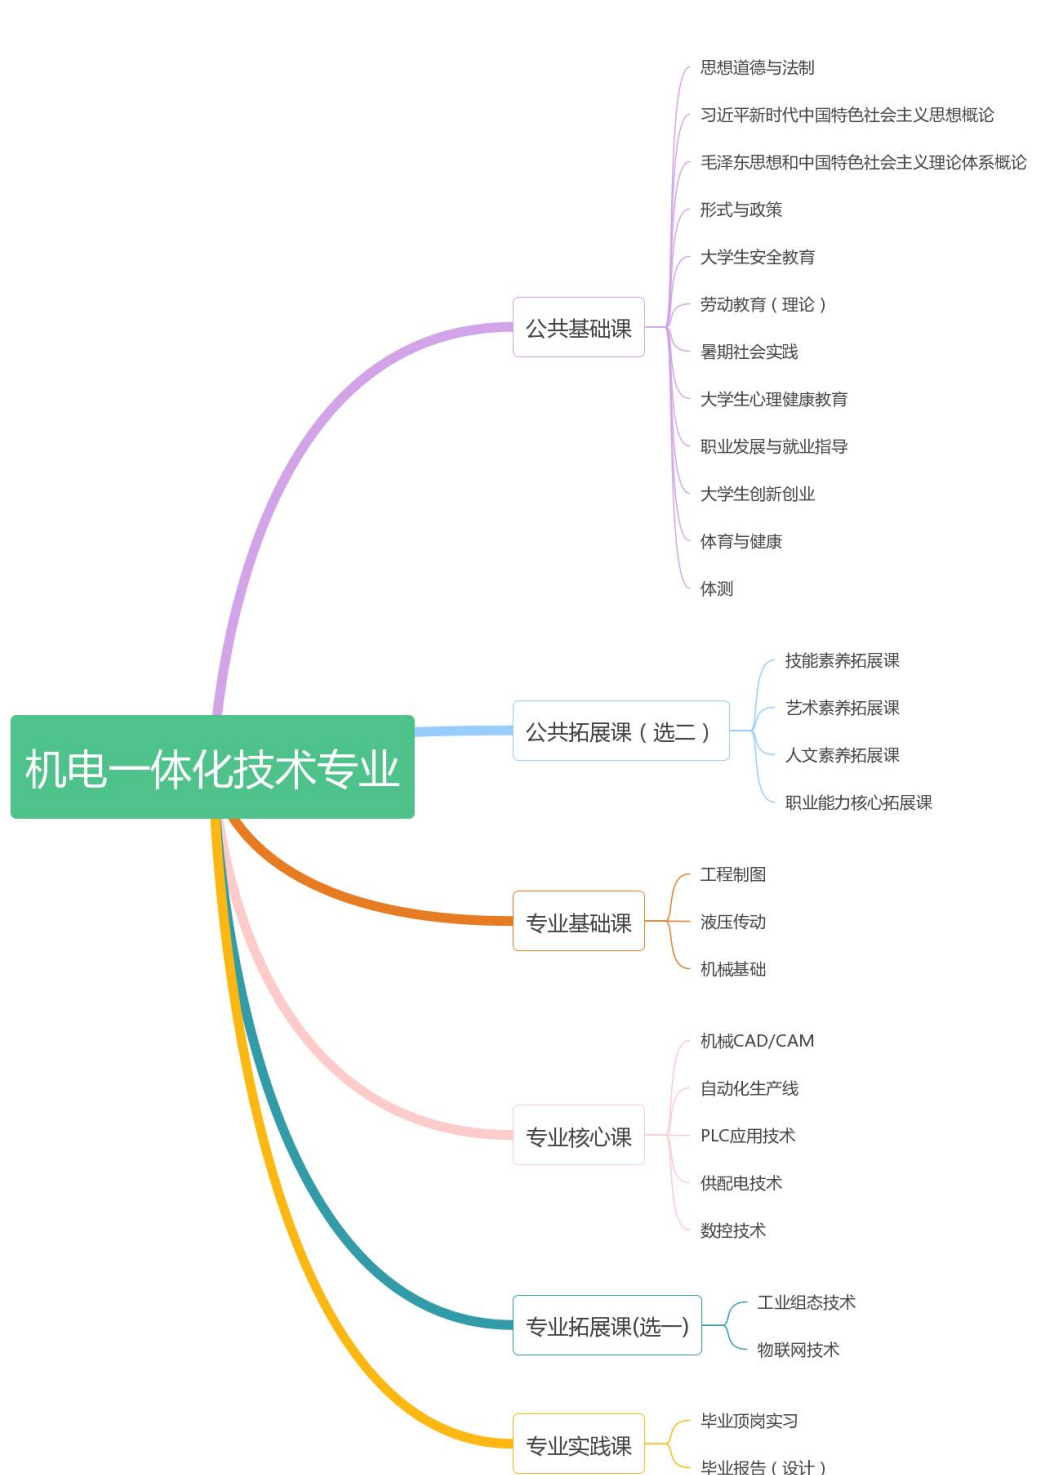 机电一体化技术专业
公共基础课
思想道德与法制
习近平新时代中国特色社会主义思想概论
毛泽东思想和中国特色社会主义理论体系概论
形式与政策
大学生安全教育
劳动教育（理论）
暑期社会实践
大学生心理健康教育
职业发展与就业指导
大学生创新创业
体育与健康
体测
公共拓展课（选二）
技能素养拓展课
艺术素养拓展课
人文素养拓展课
职业能力核心拓展课
专业基础课
工程制图
液压传动
机械基础
专业核心课
机械CAD/CAM
自动化生产线
PLC应用技术
供配电技术
数控技术
专业拓展课(选一)
工业组态技术
物联网技术
专业实践课
毕业顶岗实习
毕业报告（设计）